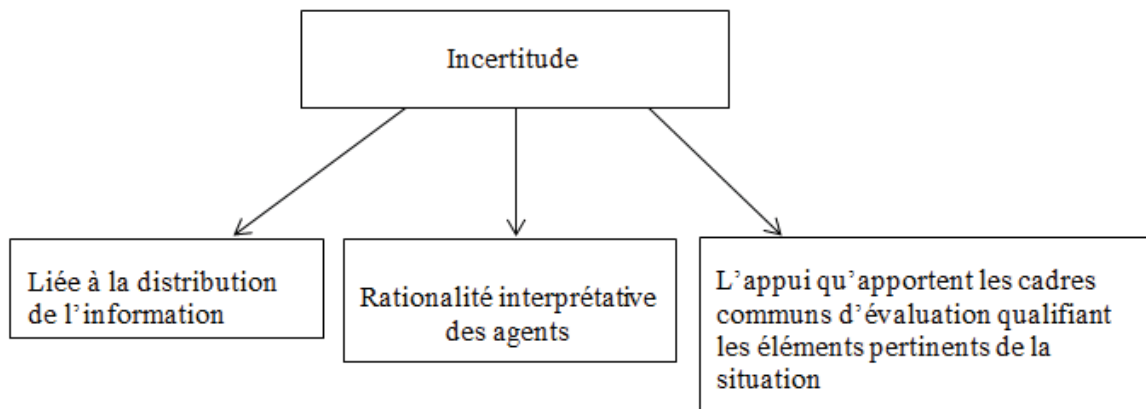 Incertitude
Liée à la distribution
de l’information
Rationalité interprétative
des agents
L’appui qu’apportent les cadres
communs d’évaluation qualifiant
les éléments pertinents de la
situation